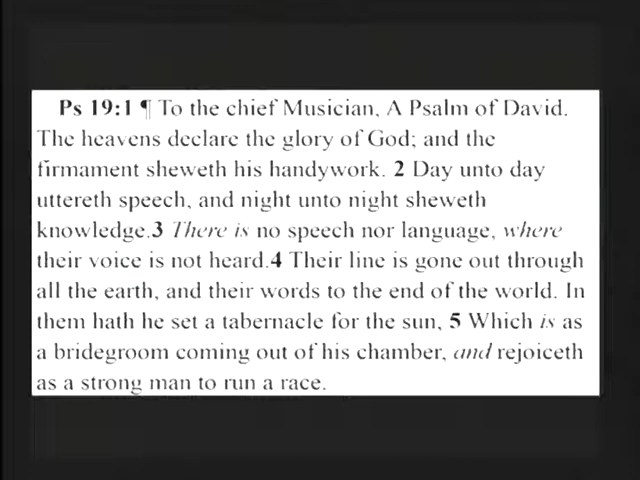 Ps 19:1 ¶ To the chief Musician, A Psalm of David.
The heavens declare the glory of God; and the
firmament sheweth his handywork. 2 Day unto day
uttereth speech, and night unto night sheweth
knowledge.3 There is no speech nor language, where
their voice is not heard.4 Their line is gone out through
all the earth, and their words to the end of the world. In
them hath he set a tabernacle for the sun, 5 Which is as
a bridegroom coming out of his chamber, and rejoiceth
as a strong man to run a race.